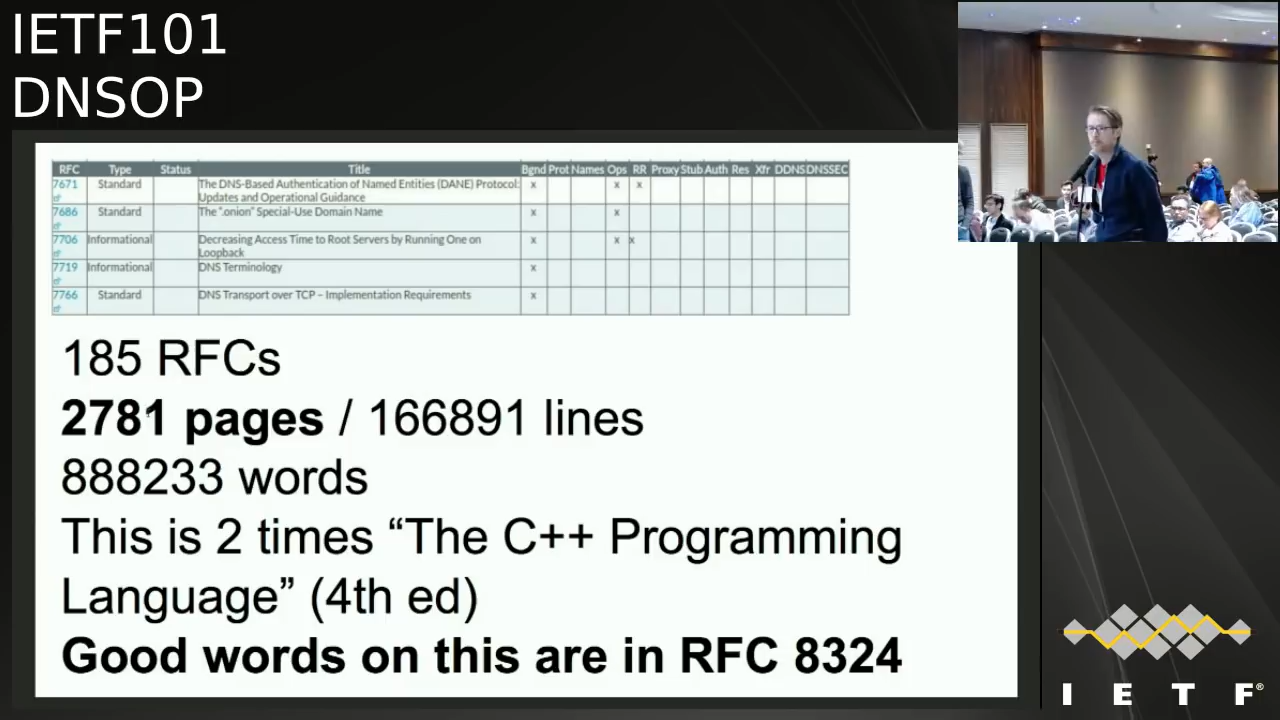 IETF101
DNSOP
RFC Type Status Title Bgnd Prot Names Ops RR Proxy Stub Auth Res Xfr DDNS DNSSEC
7671 Standard The DNS-Based Authentication of Named Entities (DANE) Protocol: x x x
Updates and Operational Guidance
7686 Standard The ".onion" Special-Use Domain Name x x
7706 Informational Decreasing Access Time to Root Servers by Running One on x x x
Loopback
7719 Informational DNS Terminology x
7766 Standard DNS Transport over TCP – Implementation Requirements x
185 RFCs
2781 pages / 166891 lines
888233 words
This is 2 times “The C++ Programming
Language” (4th ed)
Good words on this are in RFC 8324
I E T F®